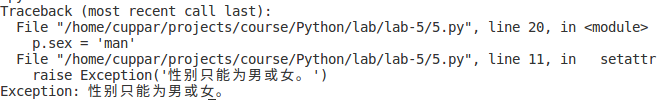 Traceback (most recent call last):
  File "/home/cuppar/projects/course/Python/lab/lab-5/5.py", line 20, in <module>
    p.sex = 'man'
  File "/home/cuppar/projects/course/Python/lab/lab-5/5.py", line 11, in   setattr
    raise Exception('性别只能为男或女。')
Exception: 性别只能为男或女。